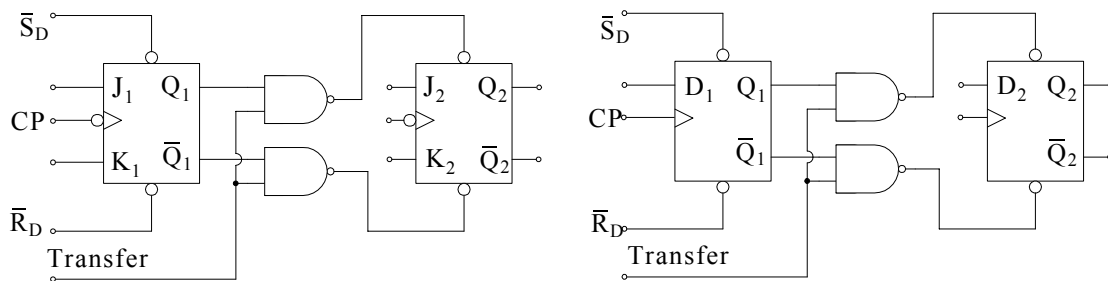 S̅D
J1 Q1
CP
K1 Q̅1
R̅D
Transfer
J2 Q2
K2 Q̅2
S̅D
D1 Q1
CP
Q̅1
R̅D
Transfer
D2 Q2
Q̅2